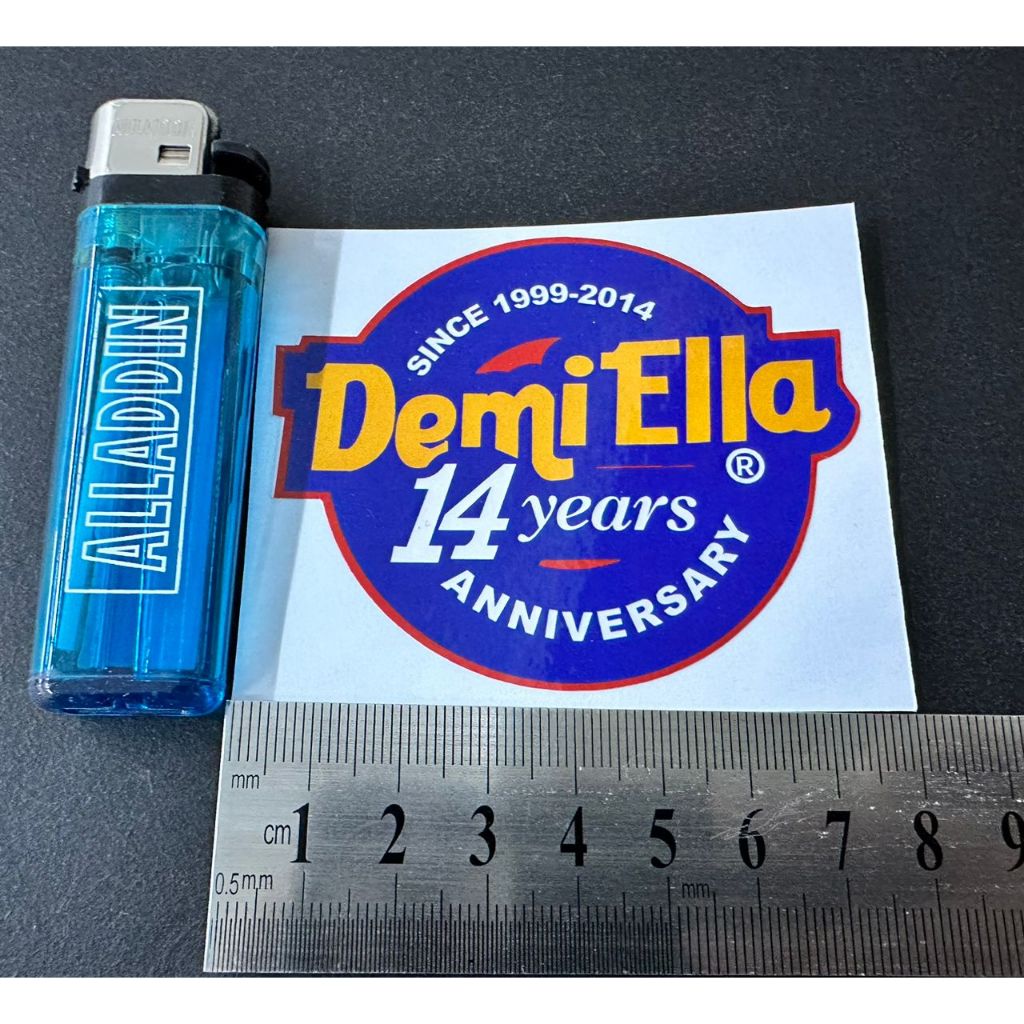 ALLADDIN
SINCE 1999-2014
Demi Ella
®
14 years
ANNIVERSARY
mm
cm 1 2 3 4 5 6 7 8 9
0.5mm mm